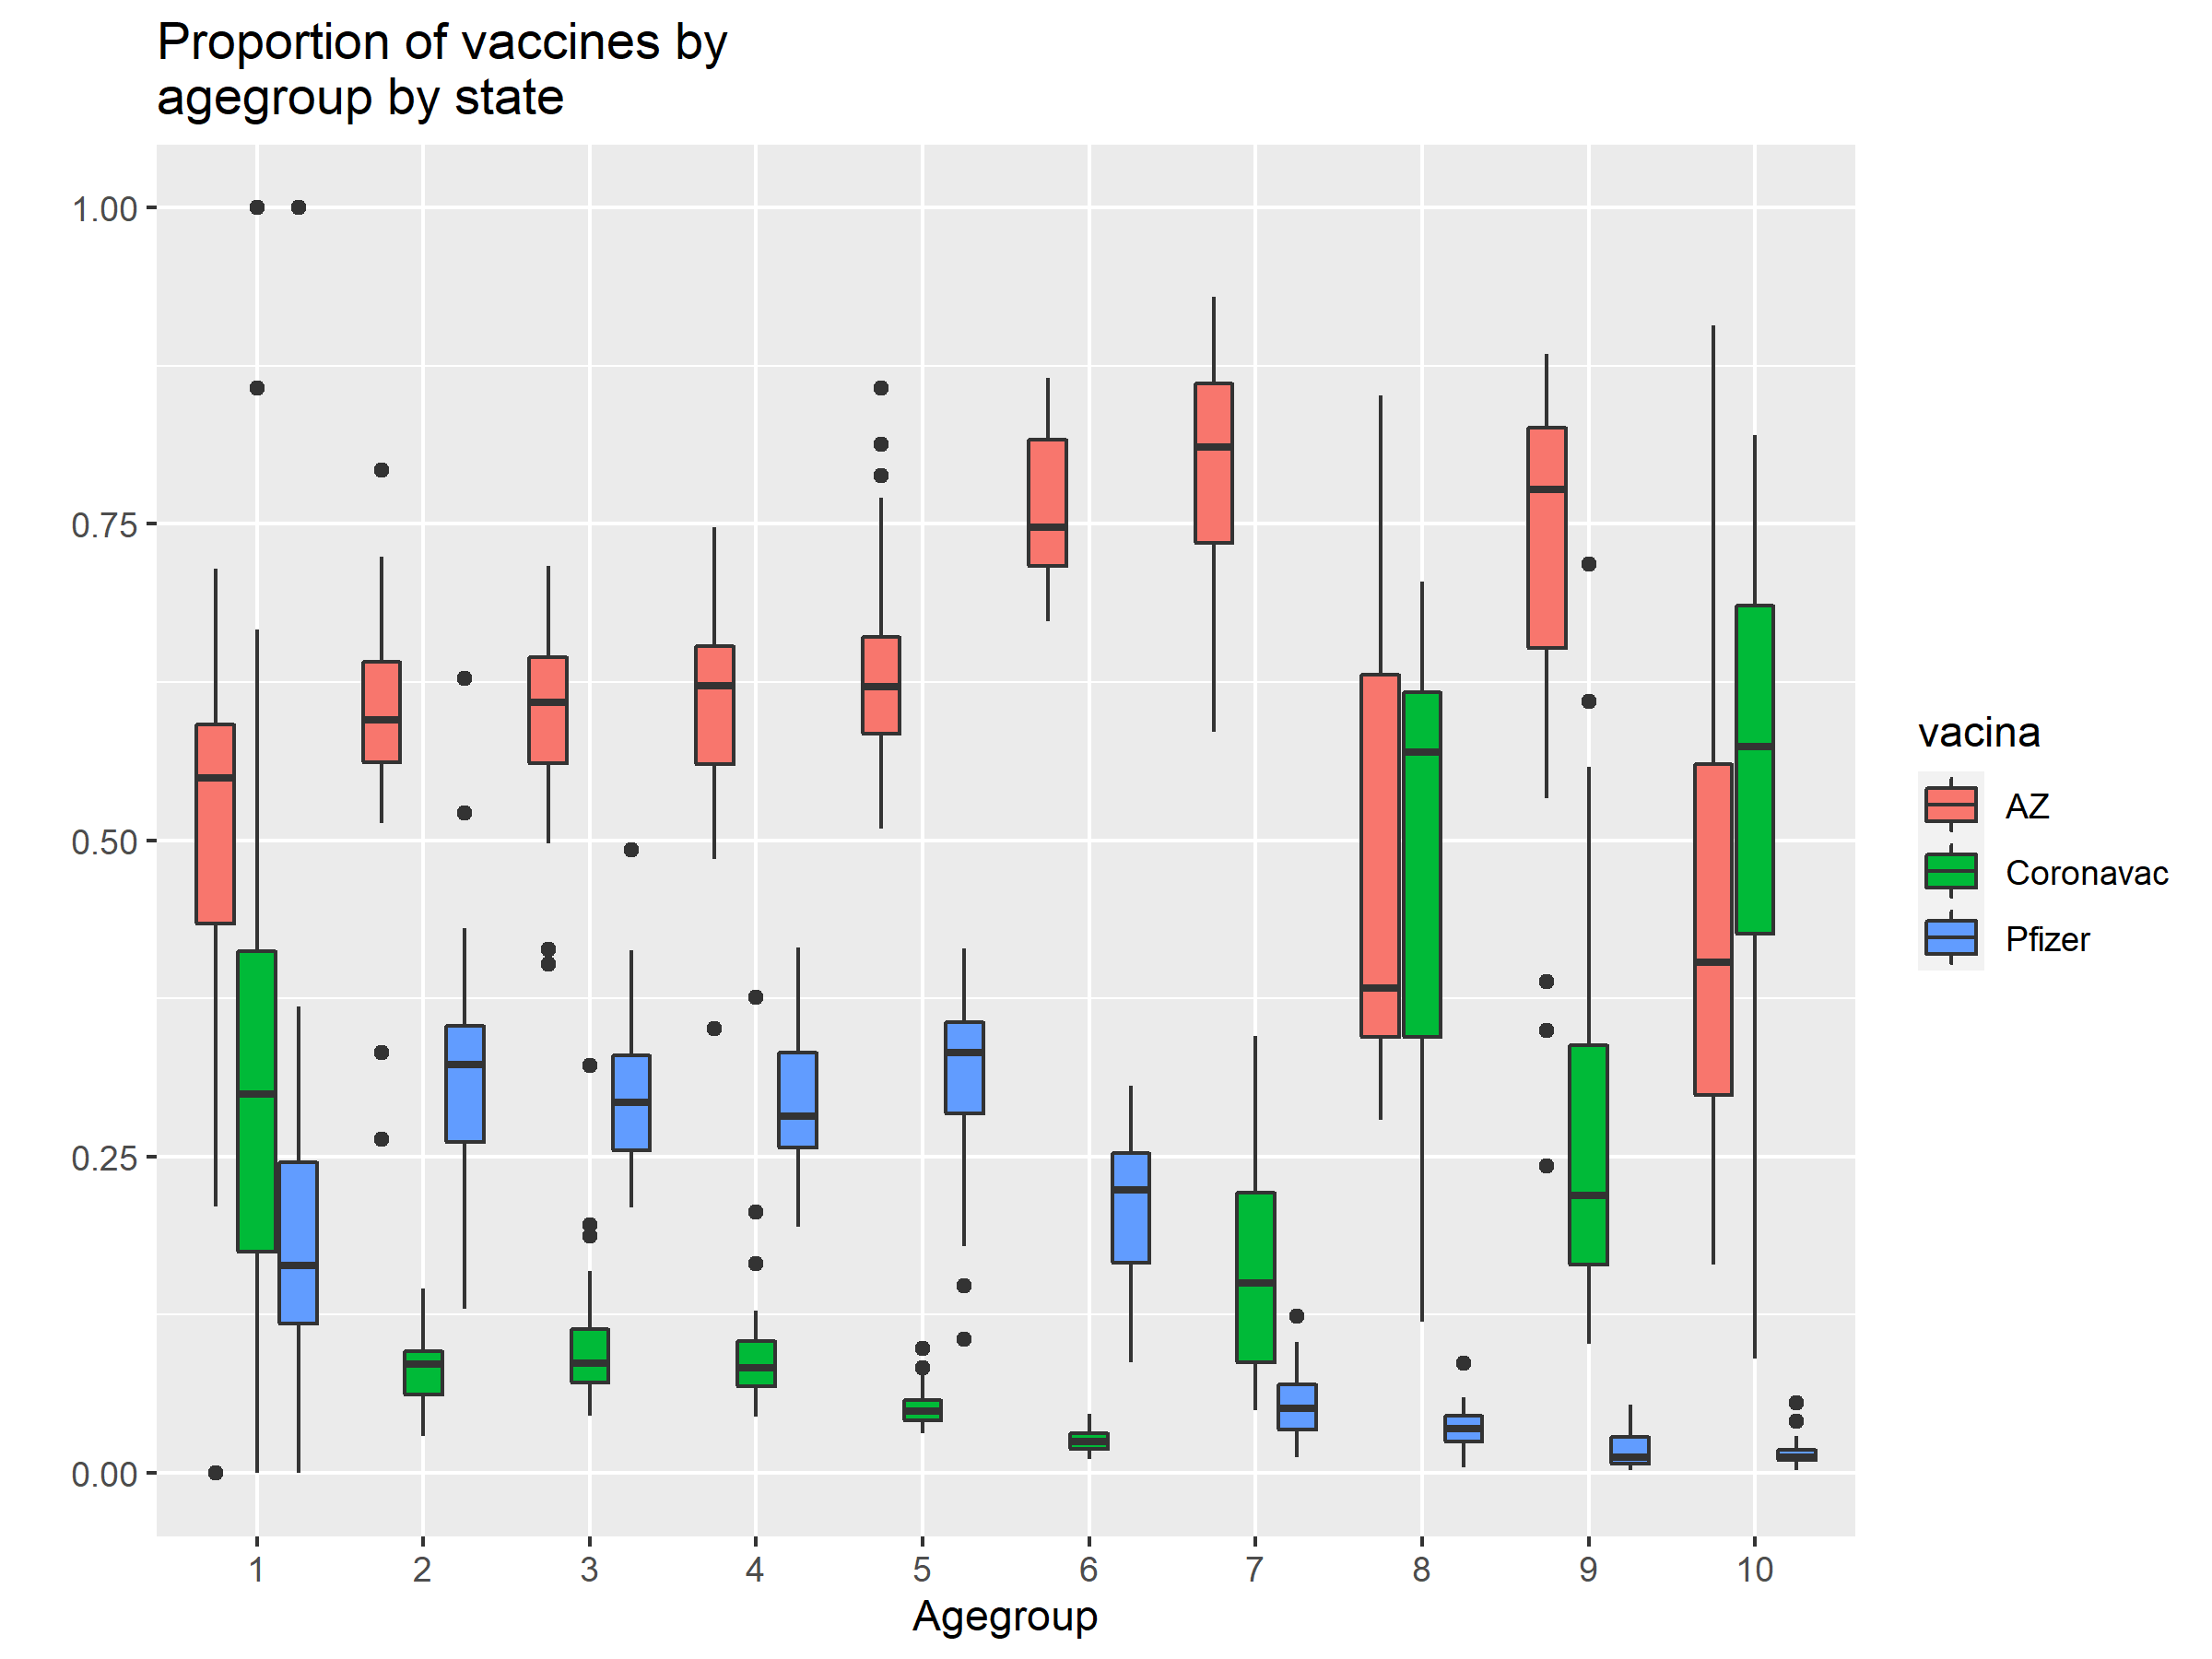 Proportion of vaccines by
agegroup by state
1.00
0.75
0.50
0.25
0.00
1 2 3 4 5 6 7 8 9 10
Agegroup
vacina
AZ
Coronavac
Pfizer